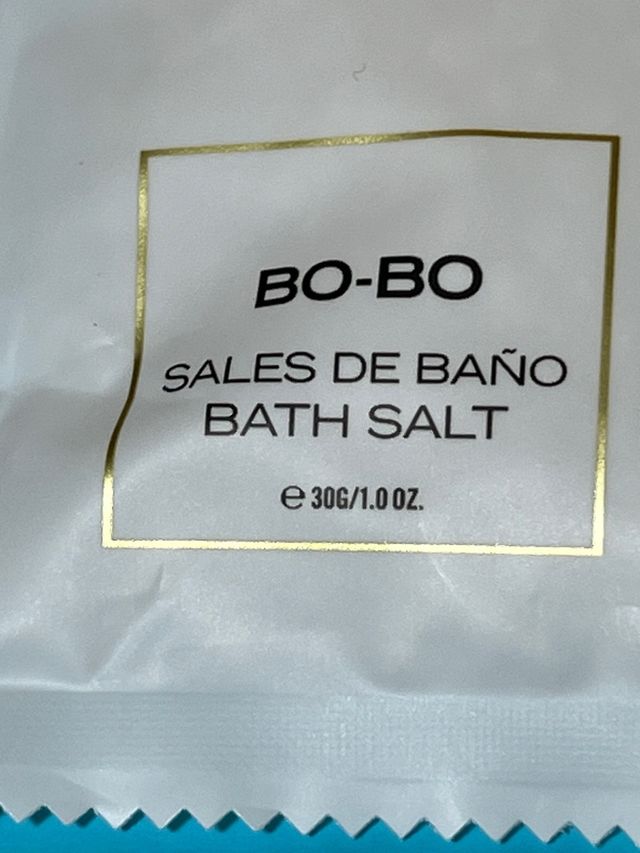 BO-BO
SALES DE BAÑO
BATH SALT
℮ 30G/1.0 OZ.